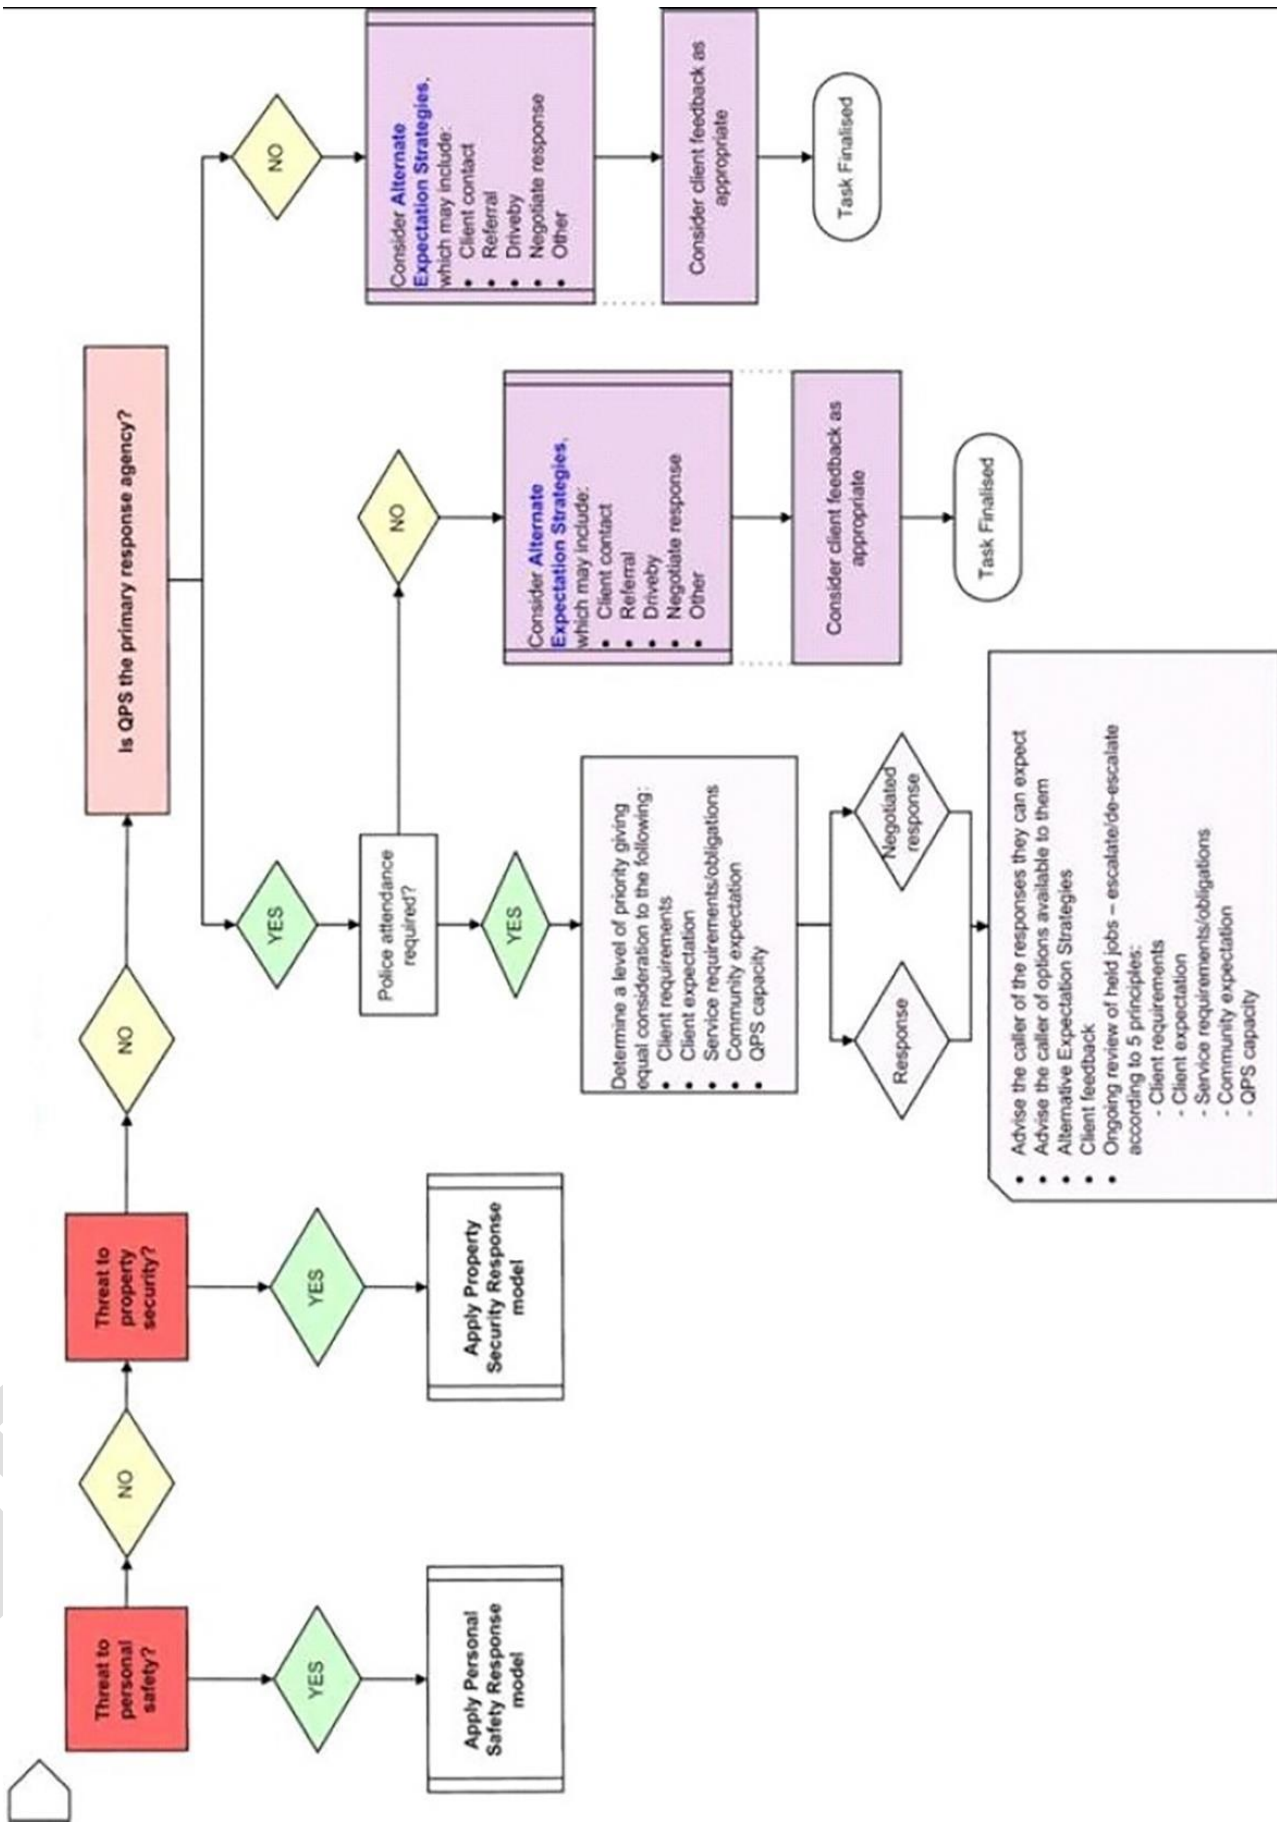 Threat to
personal
safety?
NO
Threat to
property
security?
NO
Is QPS the primary response agency?
YES
Apply Personal
Safety Response
model
YES
Apply Property
Security Response
model
YES
Police attendance
required?
YES
Determine a level of priority giving
equal consideration to the following:
• Client requirements
• Client expectation
• Service requirements/obligations
• Community expectation
• QPS capacity
Response
Negotiated
response
• Advise the caller of the responses they can expect
• Advise the caller of options available to them
• Alternative Expectation Strategies
• Client feedback
• Ongoing review of held jobs – escalate/de-escalate
according to 5 principles:
- Client requirements
- Client expectation
- Service requirements/obligations
- Community expectation
- QPS capacity
NO
Consider Alternate
Expectation Strategies,
which may include:
• Client contact
• Referral
• Driveby
• Negotiate response
• Other
Consider client feedback as
appropriate
Task Finalised
NO
Consider Alternate
Expectation Strategies,
which may include:
• Client contact
• Referral
• Driveby
• Negotiate response
• Other
Consider client feedback as
appropriate
Task Finalised